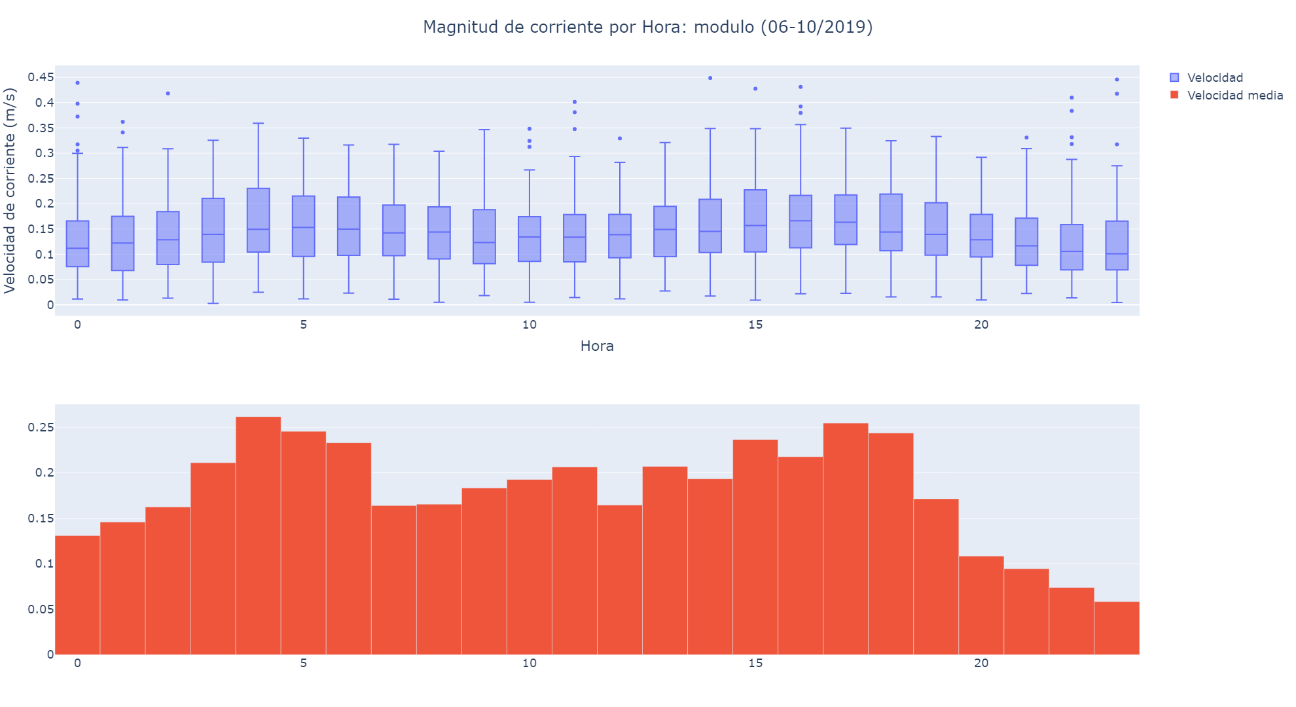 Magnitud de corriente por Hora: modulo (06-10/2019)
Velocidad de corriente (m/s)
0.45
0.4
0.35
0.3
0.25
0.2
0.15
0.1
0.05
0
0 5 10 15 20
Hora
Velocidad
Velocidad media
0.25
0.2
0.15
0.1
0.05
0
0 5 10 15 20